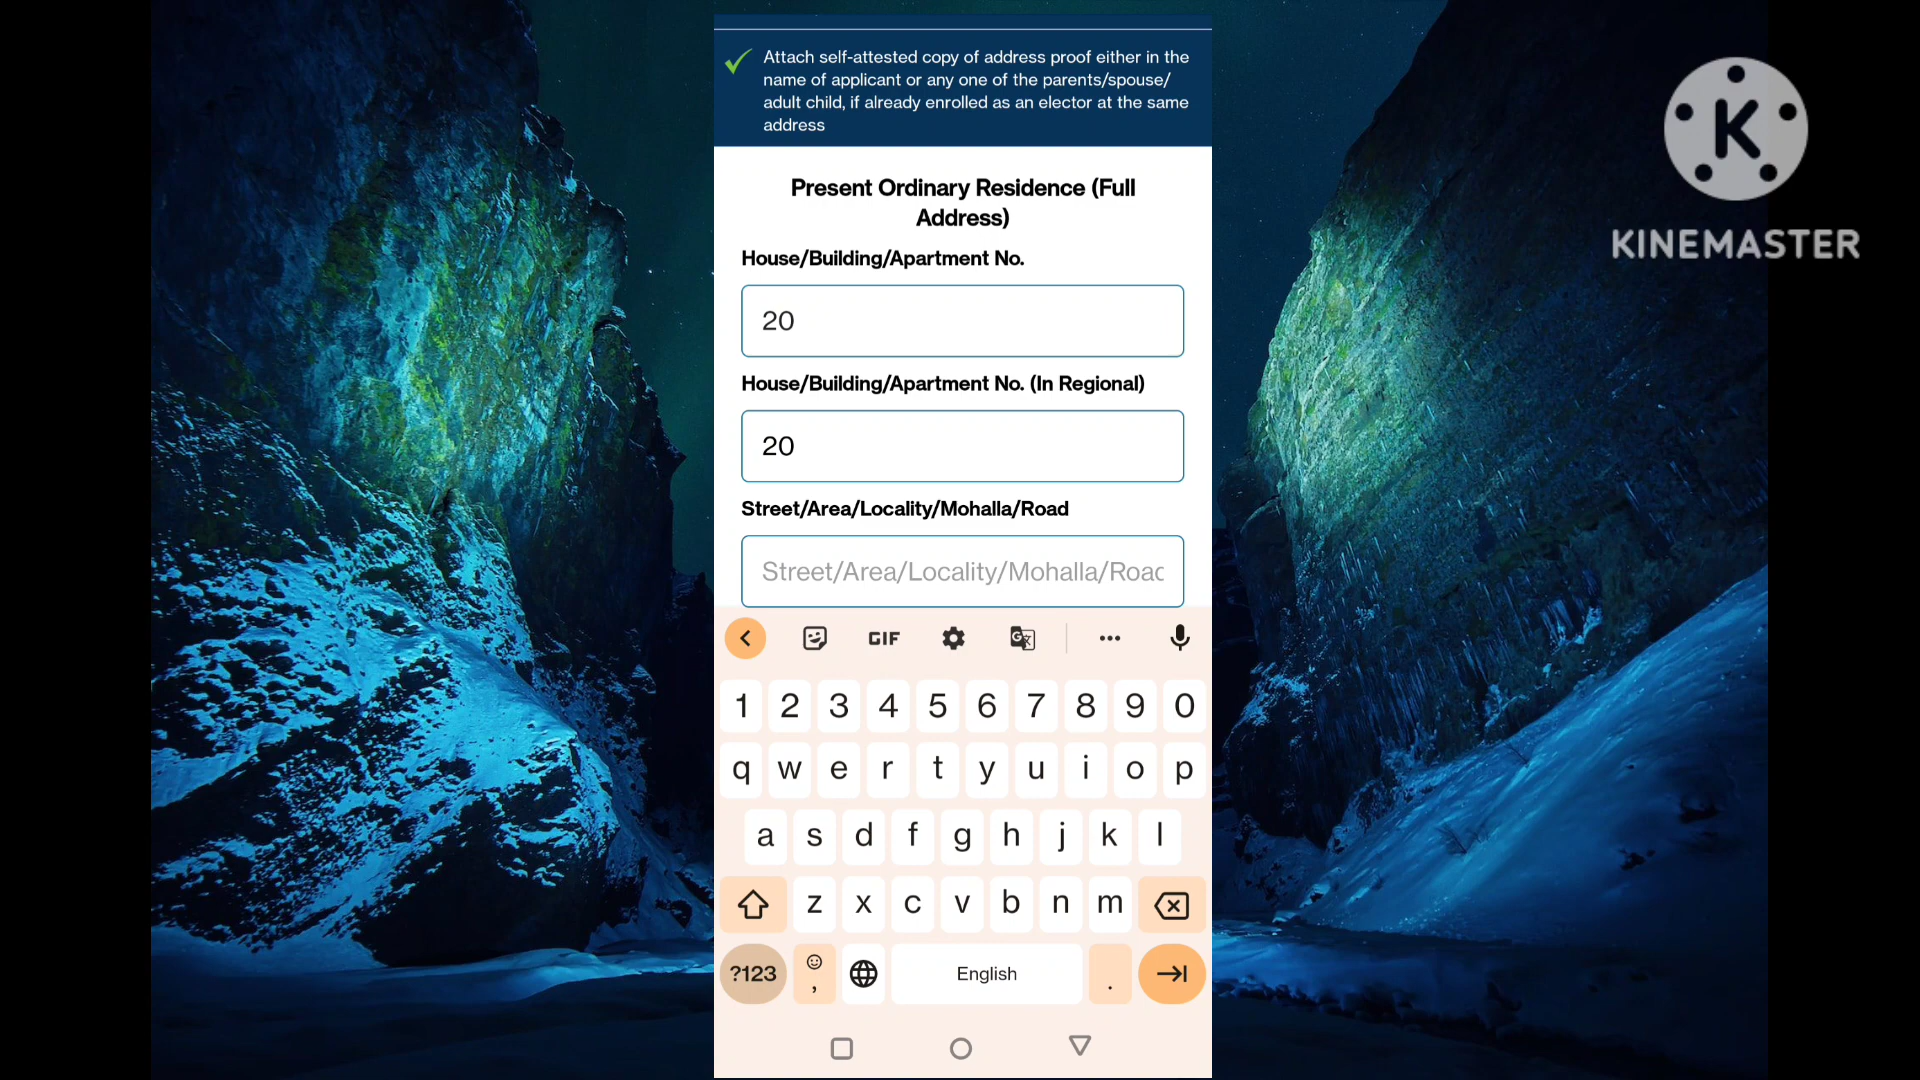 Attach self-attested copy of address proof either in the
name of applicant or any one of the parents/spouse/
adult child, if already enrolled as an elector at the same
address
K
KINEMASTER
Present Ordinary Residence (Full
Address)
House/Building/Apartment No.
20
House/Building/Apartment No. (In Regional)
20
Street/Area/Locality/Mohalla/Road
Street/Area/Locality/Mohalla/Road
GIF
1 2 3 4 5 6 7 8 9 0
q w e r t y u i o p
a s d f g h j k l
z x c v b n m
?123 , English .